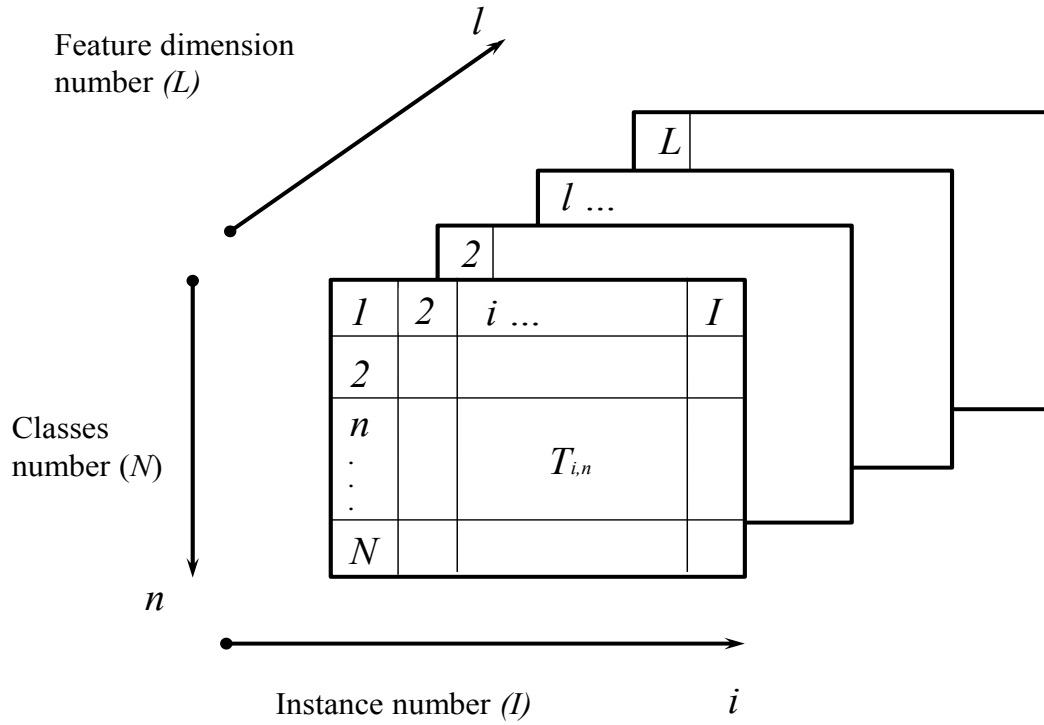 l
Feature dimension
number (L)
L
l ...
2
1 2 i ... I
2
n
.
.
.
N
T i,n
Classes
number (N)
n
Instance number (I)
i